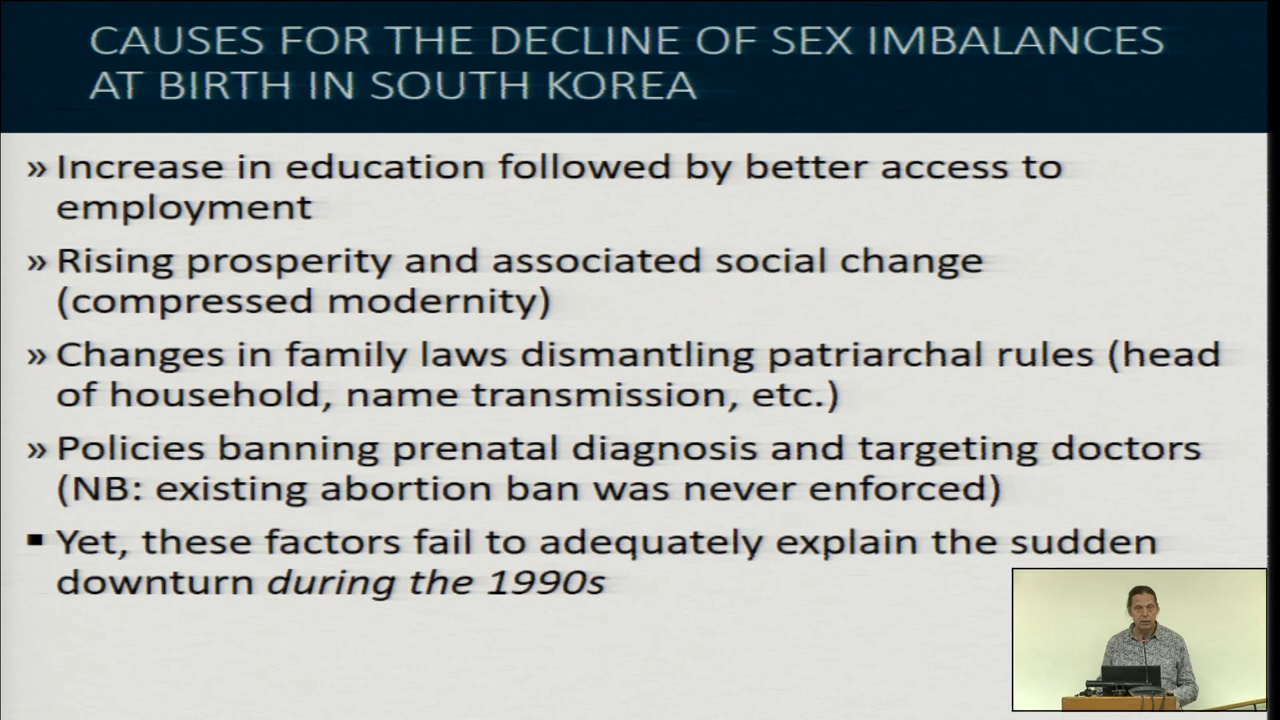 CAUSES FOR THE DECLINE OF SEX IMBALANCES
AT BIRTH IN SOUTH KOREA
» Increase in education followed by better access to
employment
» Rising prosperity and associated social change
(compressed modernity)
» Changes in family laws dismantling patriarchal rules (head
of household, name transmission, etc.)
» Policies banning prenatal diagnosis and targeting doctors
(NB: existing abortion ban was never enforced)
▪ Yet, these factors fail to adequately explain the sudden
downturn during the 1990s